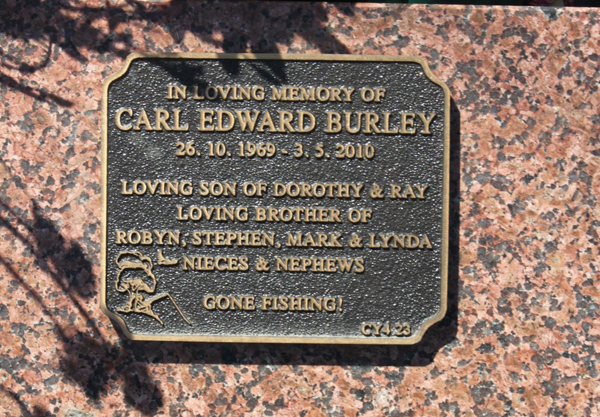 IN LOVING MEMORY OF
CARL EDWARD BURLEY
26. 10. 1969 - 3. 5. 2010
LOVING SON OF DOROTHY & RAY
LOVING BROTHER OF
ROBYN, STEPHEN, MARK & LYNDA
NIECES & NEPHEWS
GONE FISHING!
CY4.23